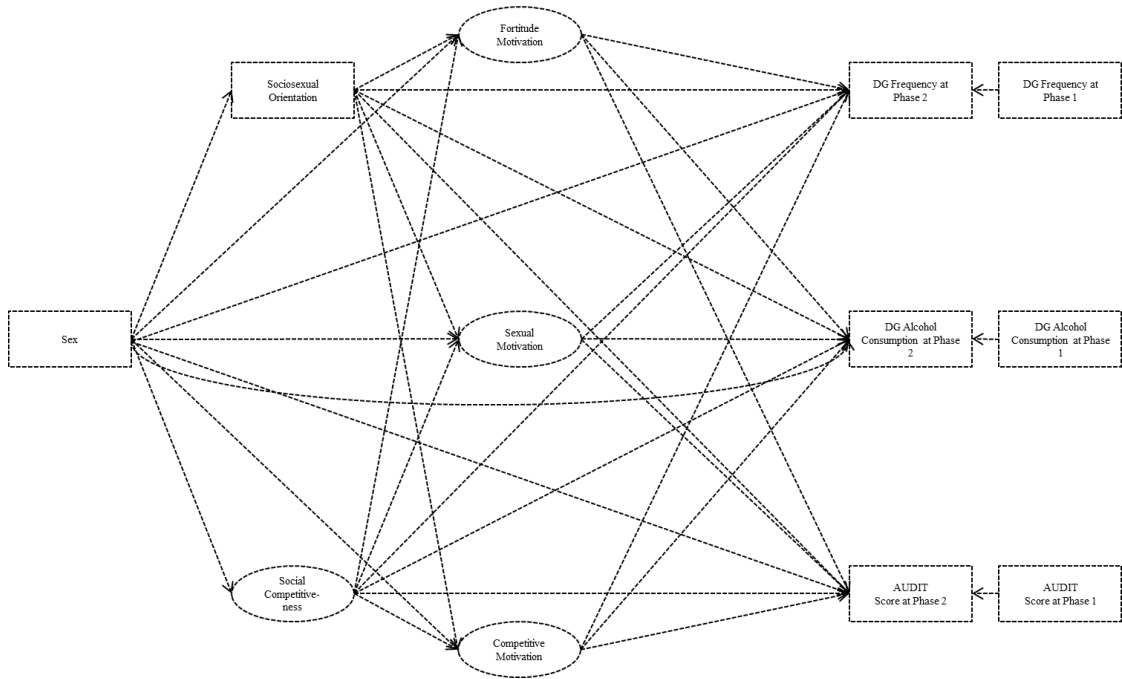 Fortitude
Motivation
Sociosexual
Orientation
DG Frequency at
Phase 2
DG Frequency at
Phase 1
Sex
Sexual
Motivation
DG Alcohol
Consumption at Phase
2
DG Alcohol
Consumption at Phase
1
Social
Competitive-
ness
AUDIT
Score at Phase 2
AUDIT
Score at Phase 1
Competitive
Motivation